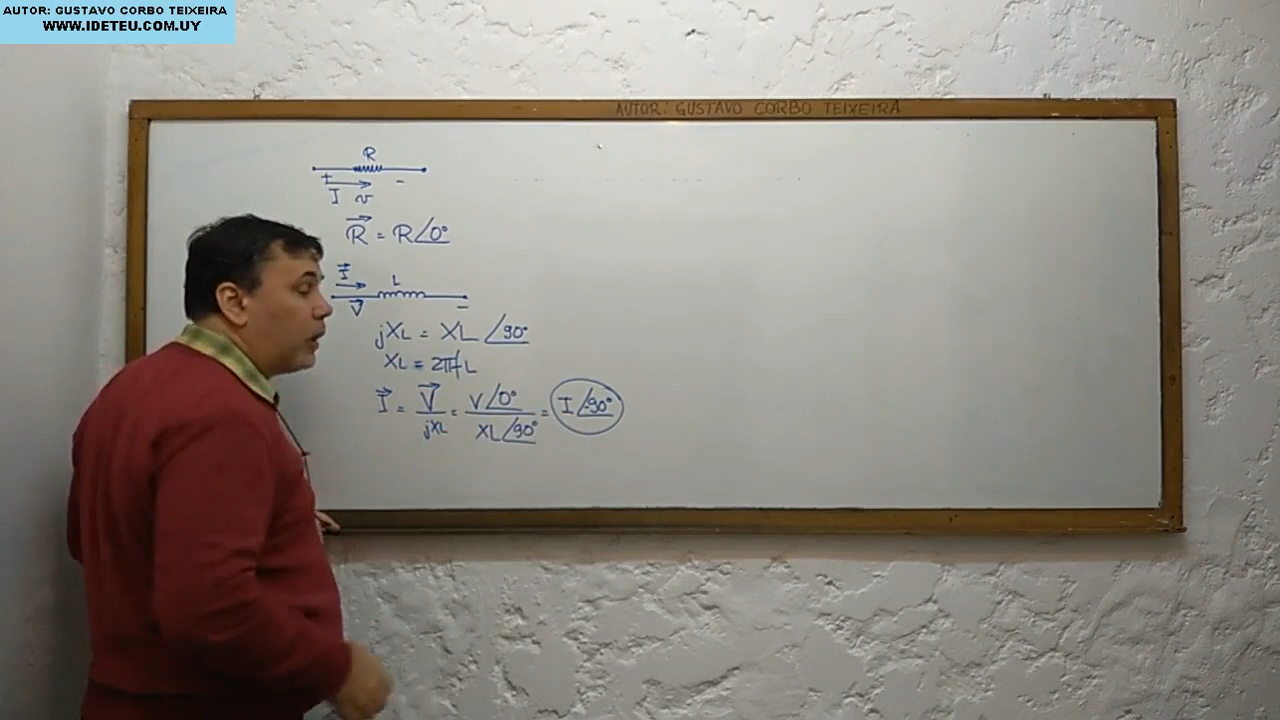 AUTOR: GUSTAVO CORBO TEIXEIRA
WWW.IDETEU.COM.UY
AUTOR: GUSTAVO CORBO TEIXEIRA
R
+ -
I v
R⃗ = R∠0°
I⃗ L
V⃗ -
jXL = XL ∠90°
XL = 2πfL
I⃗ = V⃗/jXL = V∠0°/XL∠90° = I∠-90°